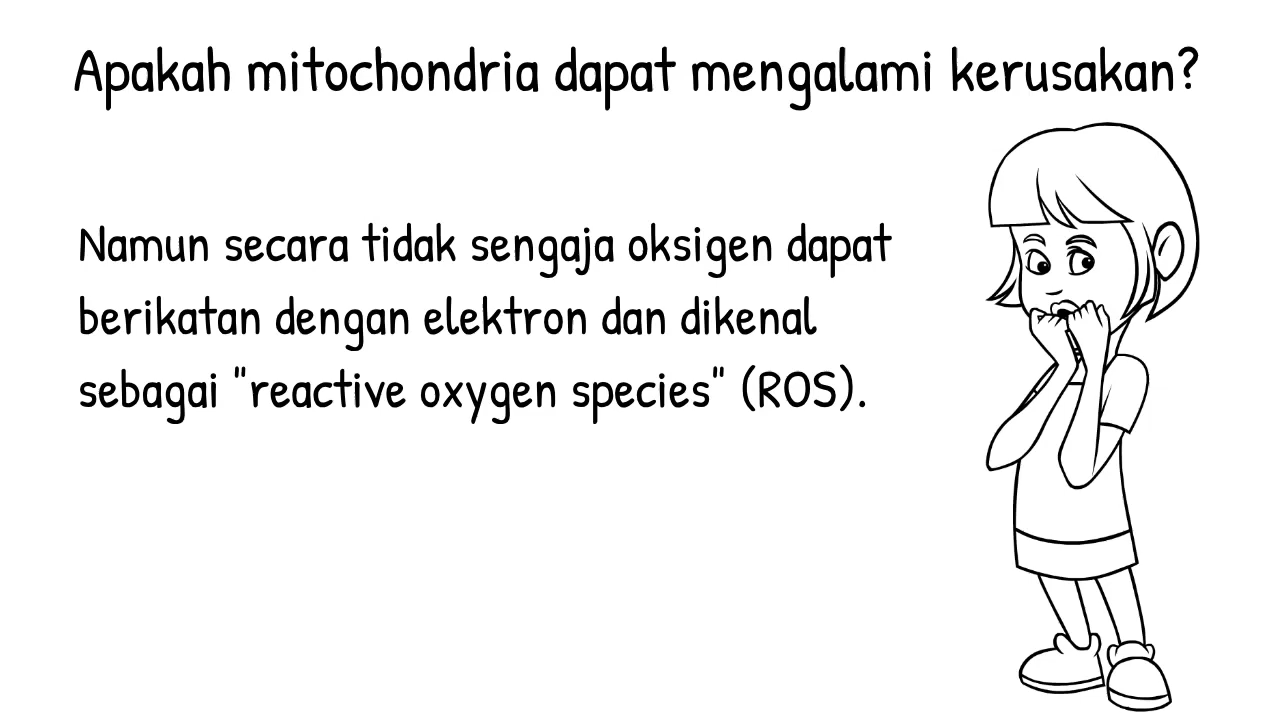 Apakah mitochondria dapat mengalami kerusakan?
Namun secara tidak sengaja oksigen dapat
berikatan dengan elektron dan dikenal
sebagai "reactive oxygen species" (ROS).